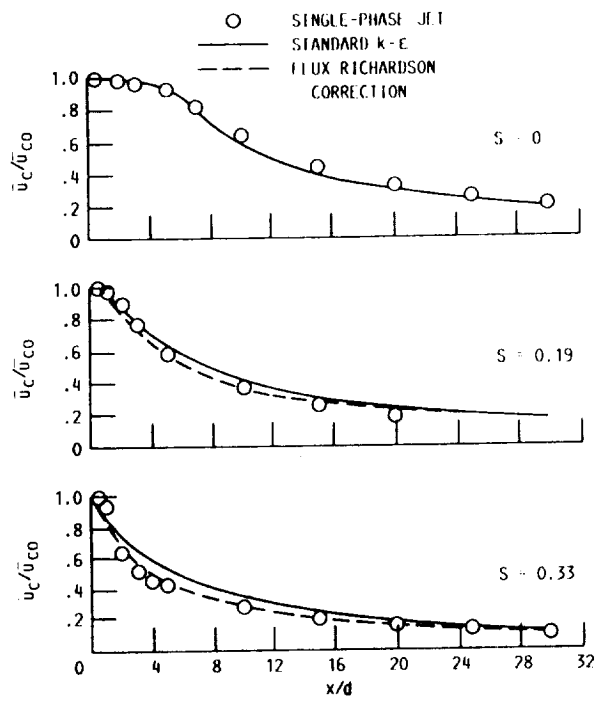 SINGLE-PHASE JET
STANDARD k-ε
FLUX RICHARDSON
CORRECTION
1.0
.8
.6
.4
.2
0
ū_C/ū_CO
S = 0
1.0
.8
.6
.4
.2
0
ū_C/ū_CO
S = 0.19
1.0
.8
.6
.4
.2
u_C/ū_CO
S = 0.33
0 4 8 12 16 20 24 28 32
x/d